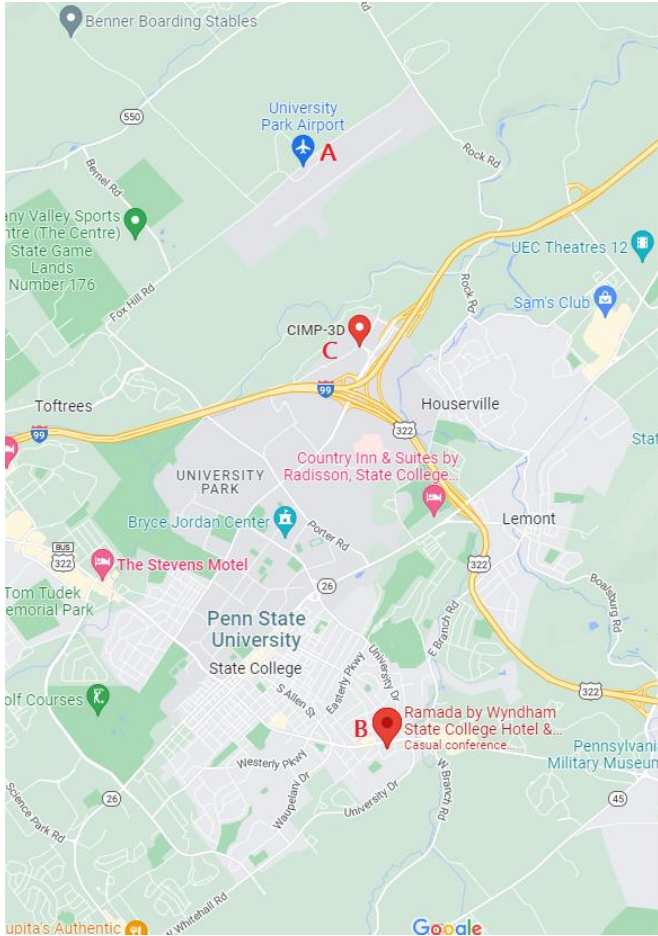 Benner Boarding Stables
550
University
Park Airport
A
Bernel Rd
Rock Rd
any Valley Sports
ntre (The Centre)
State Game
Lands
Number 176
UEC Theatres 12
Fox Hill Rd
Rock Rd
Sam's Club
CIMP-3D
C
99
Toftrees
Houserville
99
322
Stat
Country Inn & Suites by
Radisson, State College...
UNIVERSITY
PARK
Bryce Jordan Center
Porter Rd
Lemont
BUS
322
The Stevens Motel
322
26
Tom Tudek
emorial Park
Boalsburg Rd
E Branch Rd
Penn State
University
State College
Easterly Pkwy
University Dr
S Allen St
322
olf Courses
B
Ramada by Wyndham
State College Hotel &...
Casual conference...
Pennsylvani
Military Museum
Westerly Pkwy
Waupelani Dr
University Dr
W Branch Rd
26
45
Science Park Rd
W Whitehall Rd
upita's Authentic
Google